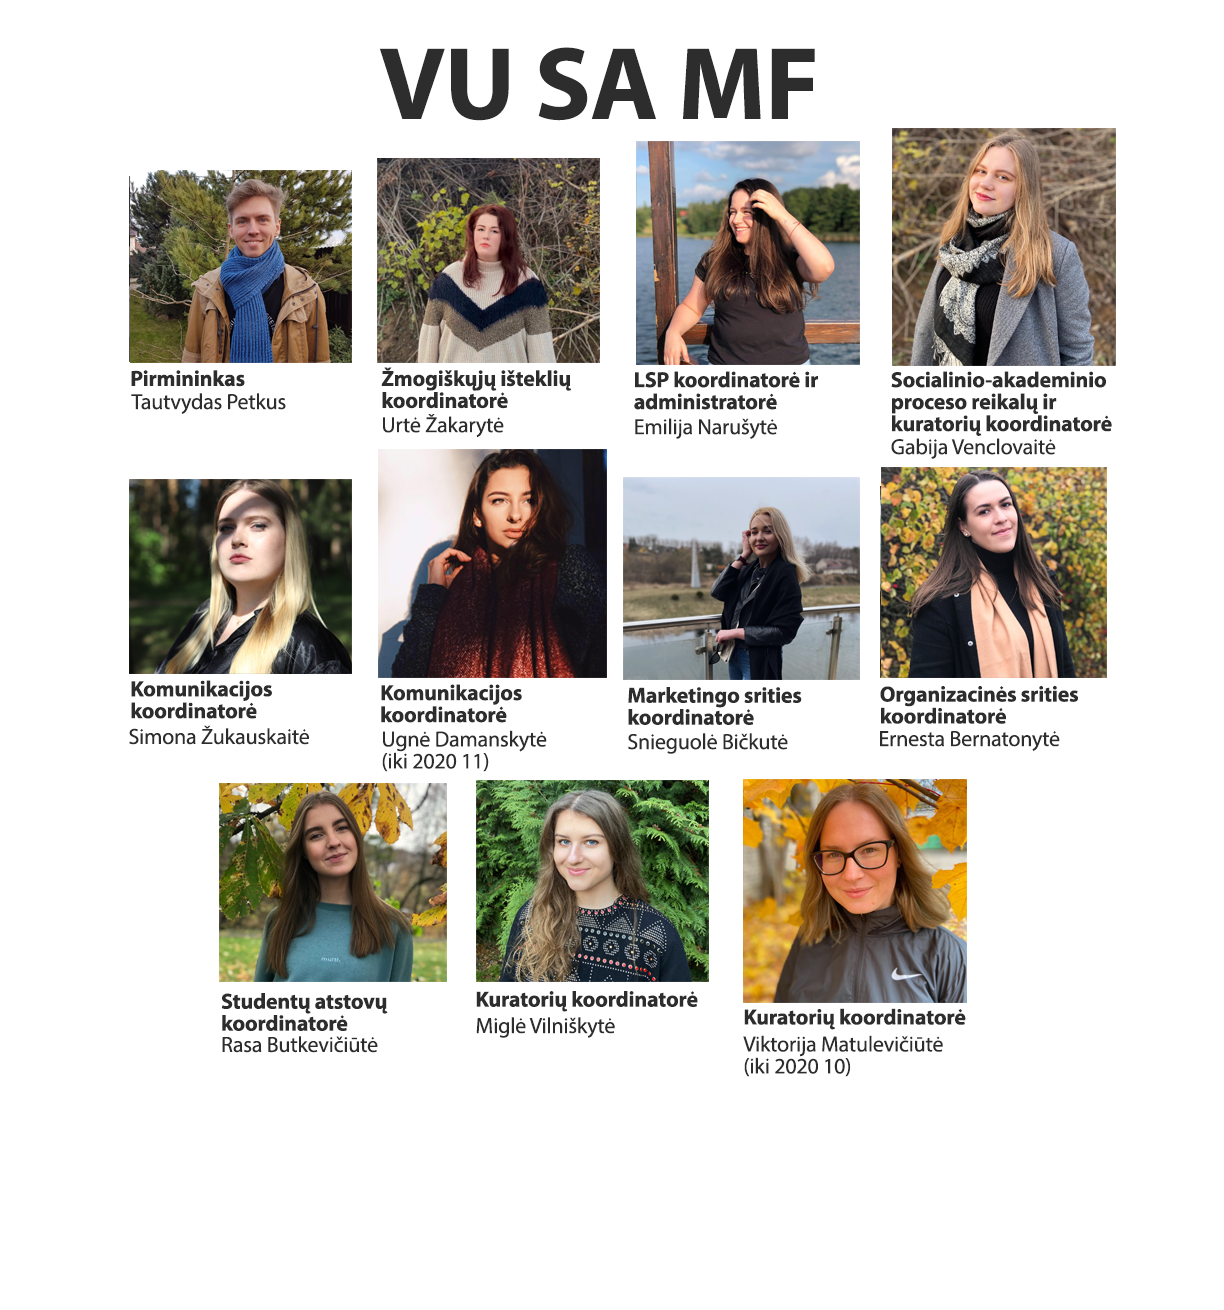 VU SA MF
Pirmininkas
Tautvydas Petkus
Žmogiškųjų išteklių
koordinatorė
Urtė Žakarytė
LSP koordinatorė ir
administratorė
Emilija Narušytė
Socialinio-akademinio
proceso reikalų ir
kuratorių koordinatorė
Gabija Venclovaitė
Komunikacijos
koordinatorė
Simona Žukauskaitė
Komunikacijos
koordinatorė
Ugnė Damanskytė
(iki 2020 11)
Marketingo srities
koordinatorė
Snieguolė Bičkutė
Organizacinės srities
koordinatorė
Ernesta Bernatonytė
Studentų atstovų
koordinatorė
Rasa Butkevičiūtė
Kuratorių koordinatorė
Miglė Vilniškytė
Kuratorių koordinatorė
Viktorija Matulevičiūtė
(iki 2020 10)